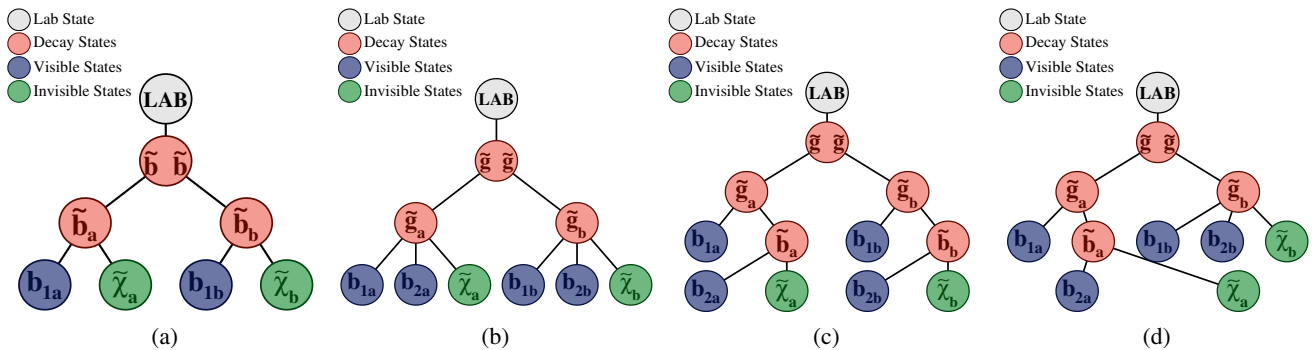 Lab State
Decay States
Visible States
Invisible States
LAB
b̃ b̃
b̃a
b̃b
b1a
χ̃a
b1b
χ̃b
(a)
Lab State
Decay States
Visible States
Invisible States
LAB
g̃ g̃
g̃a
g̃b
b1a
b2a
χ̃a
b1b
b2b
χ̃b
(b)
Lab State
Decay States
Visible States
Invisible States
LAB
g̃ g̃
g̃a
g̃b
b1a
b̃a
b1b
b̃b
b2a
χ̃a
b2b
χ̃b
(c)
Lab State
Decay States
Visible States
Invisible States
LAB
g̃ g̃
g̃a
g̃b
b1a
b̃a
b1b
b2b
χ̃b
b2a
χ̃a
(d)